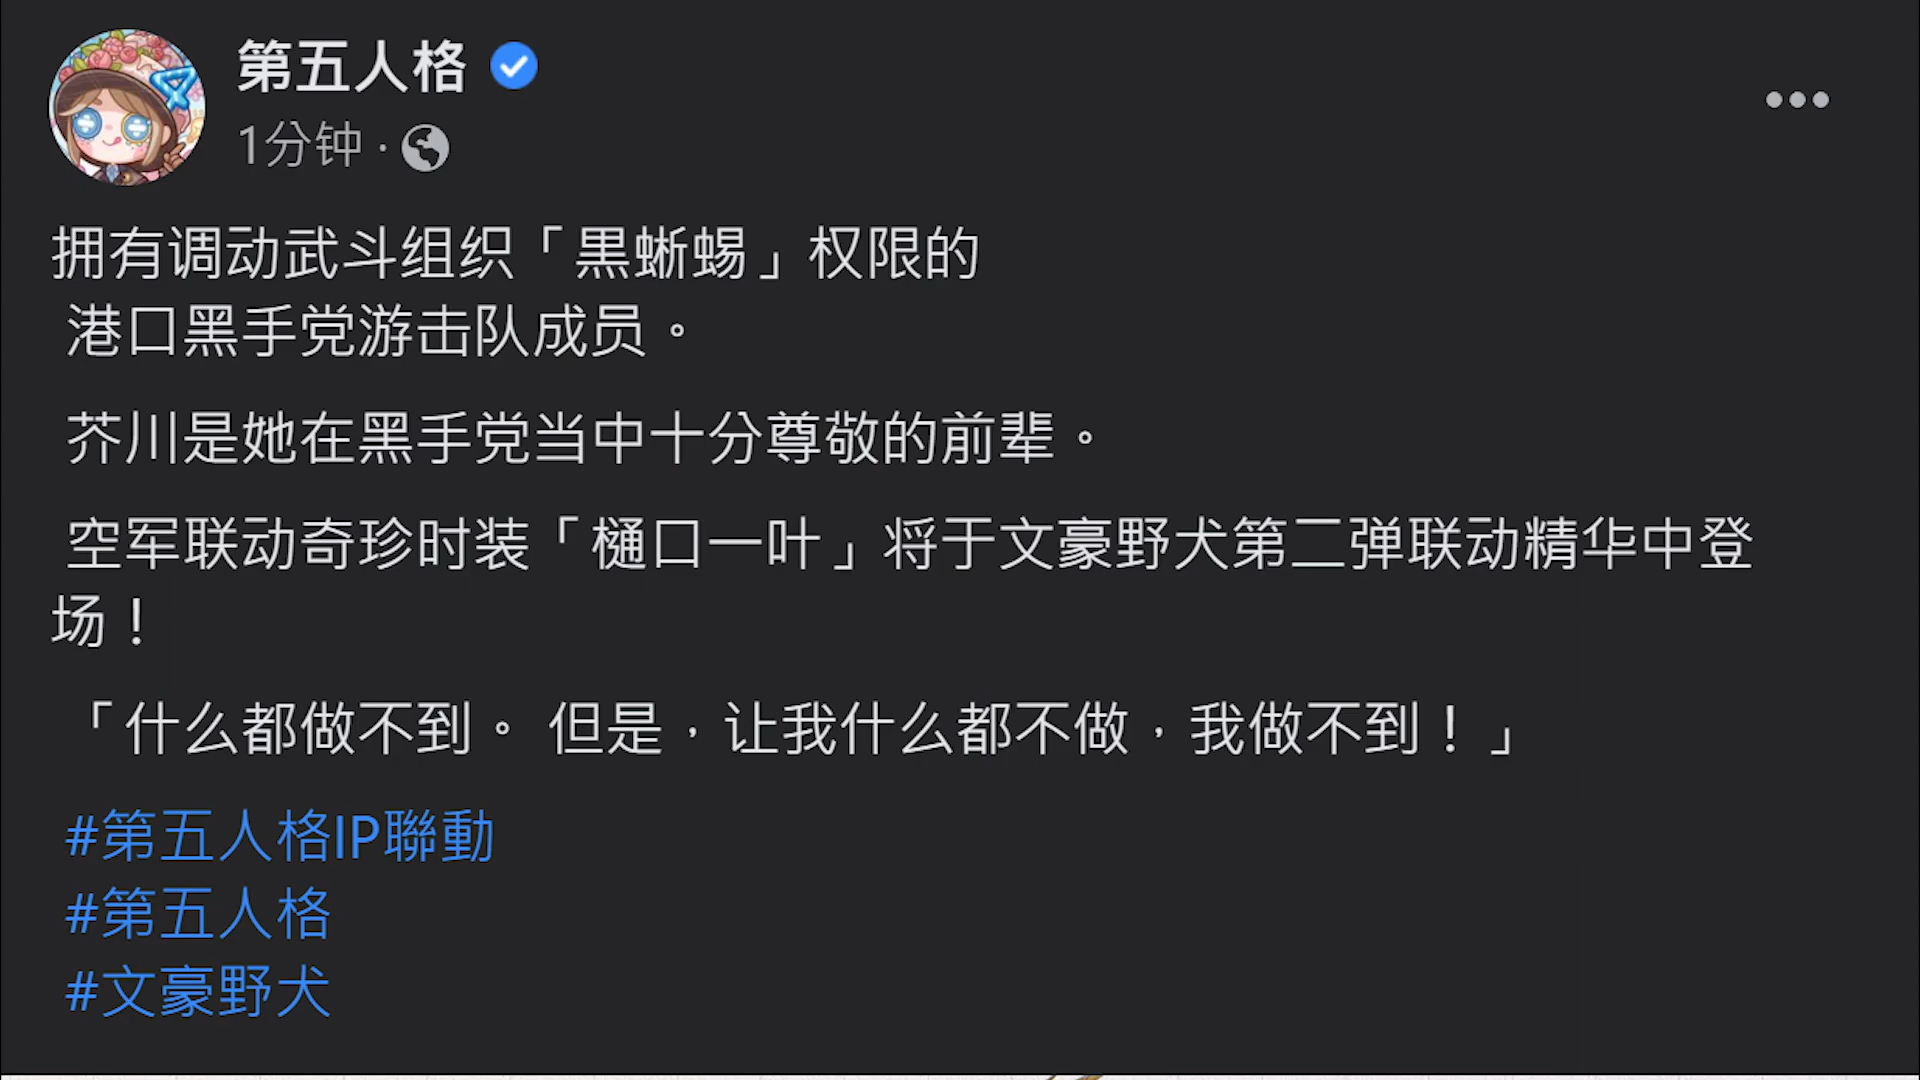 第五人格
1分钟 ·
拥有调动武斗组织「黒蜥蜴」权限的
港口黑手党游击队成员。
芥川是她在黑手党当中十分尊敬的前辈。
空军联动奇珍时装「樋口一叶」将于文豪野犬第二弹联动精华中登
场！
「什么都做不到。 但是，让我什么都不做，我做不到！」
#第五人格IP聯動
#第五人格
#文豪野犬